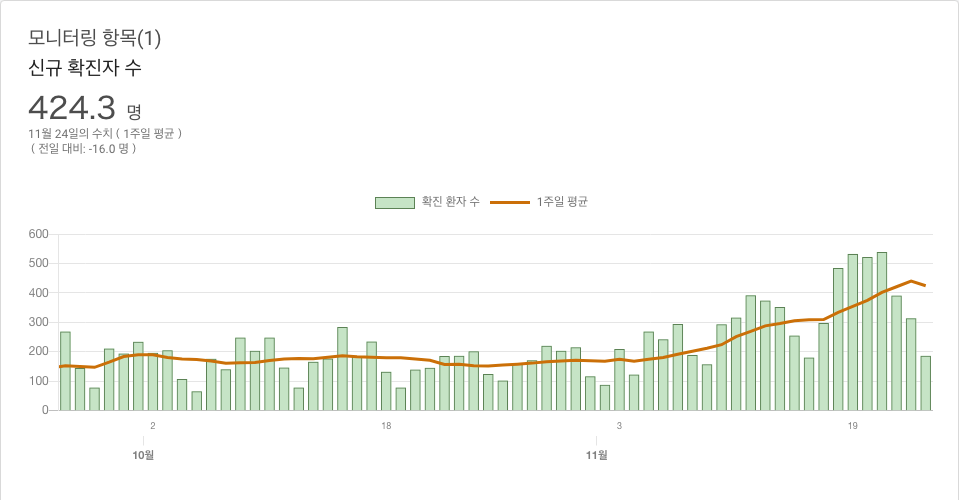 모니터링 항목(1)
신규 확진자 수
424.3 명
11월 24일의 수치 ( 1주일 평균 )
( 전일 대비: -16.0 명 )
확진 환자 수 1주일 평균
600
500
400
300
200
100
0
2 18 3 19
10월 11월